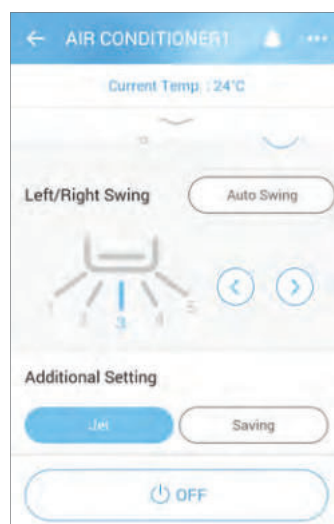 AIR CONDITIONER1
Current Temp : 24°C
Left/Right Swing
Auto Swing
1 2 3 4 5
Additional Setting
Jet
Saving
OFF